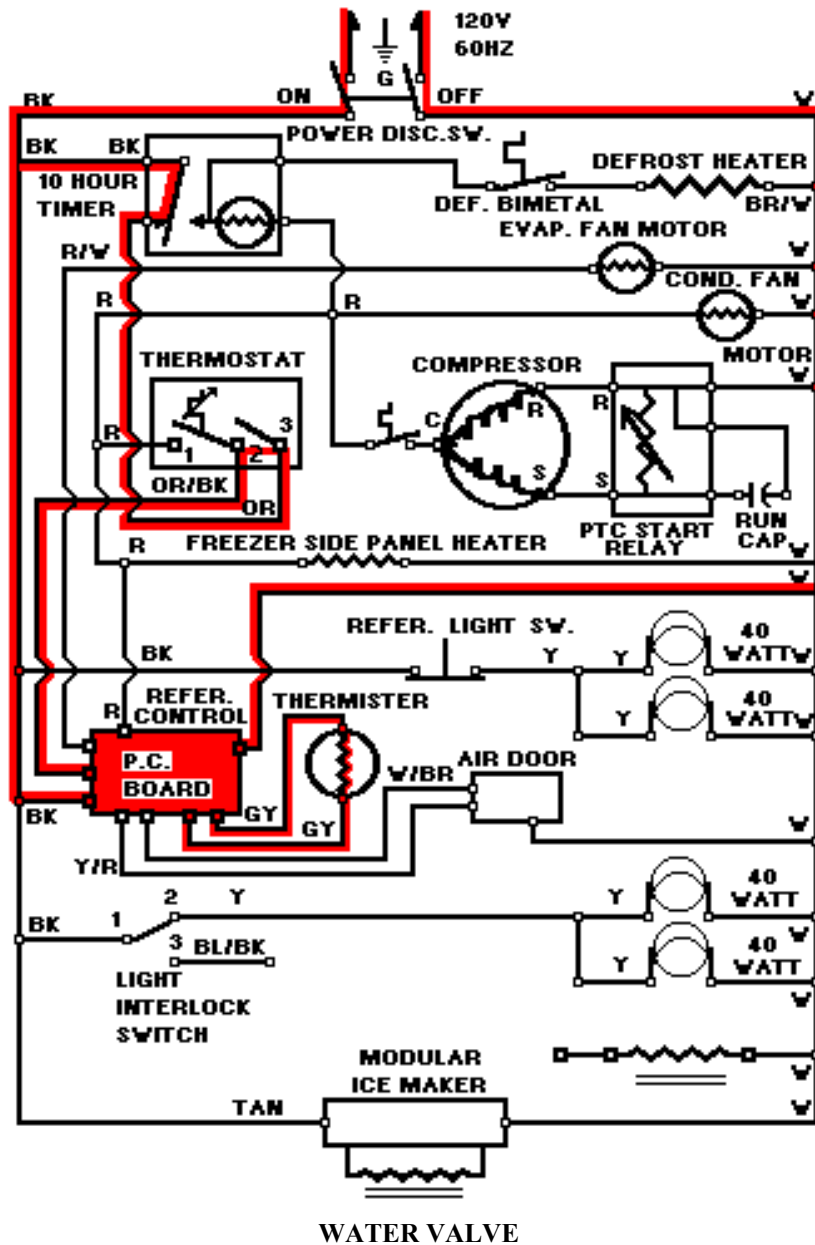 120V
60HZ
G
BK ON OFF W
POWER DISC.SW.
BK BK
10 HOUR
TIMER
DEFROST HEATER
DEF. BIMETAL BR/W
EVAP. FAN MOTOR
R/W W
COND. FAN
R R W
MOTOR
THERMOSTAT COMPRESSOR W
3
R C R R
1 2
OR/BK S S
OR
PTC START RELAY
RUN CAP
R FREEZER SIDE PANEL HEATER W
W
REFER. LIGHT SW. 40
BK Y Y WATT W
REFER.
CONTROL
R THERMISTER 40
Y WATT W
P.C.
BOARD
AIR DOOR
W/BR
BK GY
GY W
Y/R
40
2 Y Y WATT
BK 1 W
3 BL/BK 40
Y WATT
LIGHT
INTERLOCK
SWITCH
W
MODULAR
ICE MAKER
W
TAN W
WATER VALVE